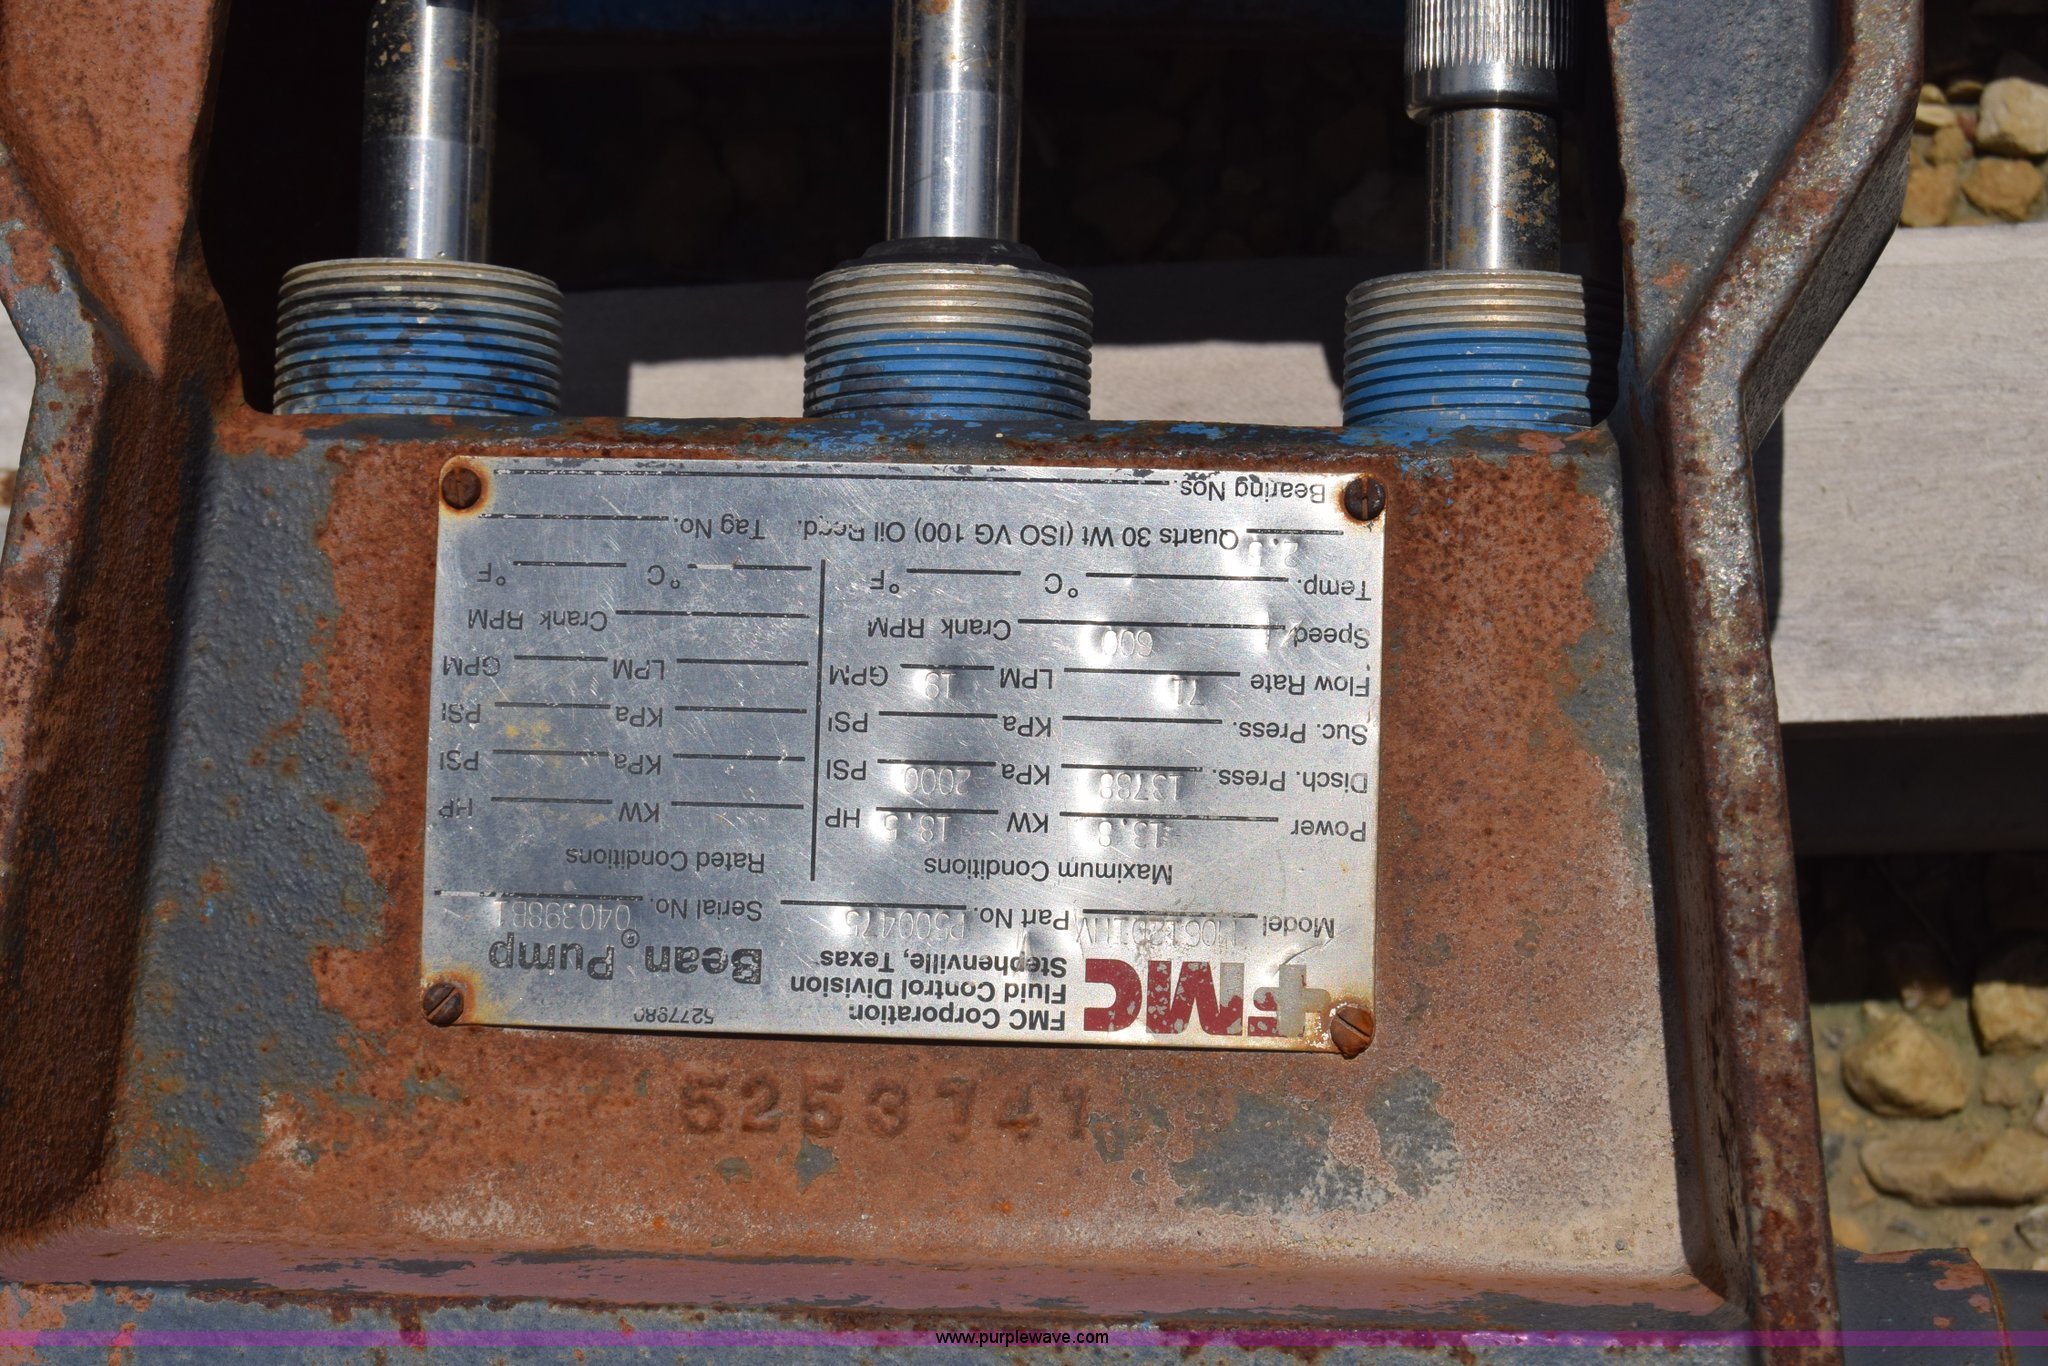 FMC
FMC Corporation
Fluid Control Division
Stephenville, Texas
Bean® Pump
Model Part No. P500475 Serial No. 040398B1
Maximum Conditions Rated Conditions
Power 13.8 KW 18.5 HP KW HP
Disch. Press. 13788 KPa 2000 PSI KPa PSI
Suc. Press. KPa PSI KPa PSI
Flow Rate 71 LPM 19 GPM LPM GPM
Speed 600 Crank RPM Crank RPM
Temp. °C °F °C °F
2.5 Quarts 30 Wt (ISO VG 100) Oil Reqd. Tag No.
Bearing Nos.
5253141
www.purplewave.com